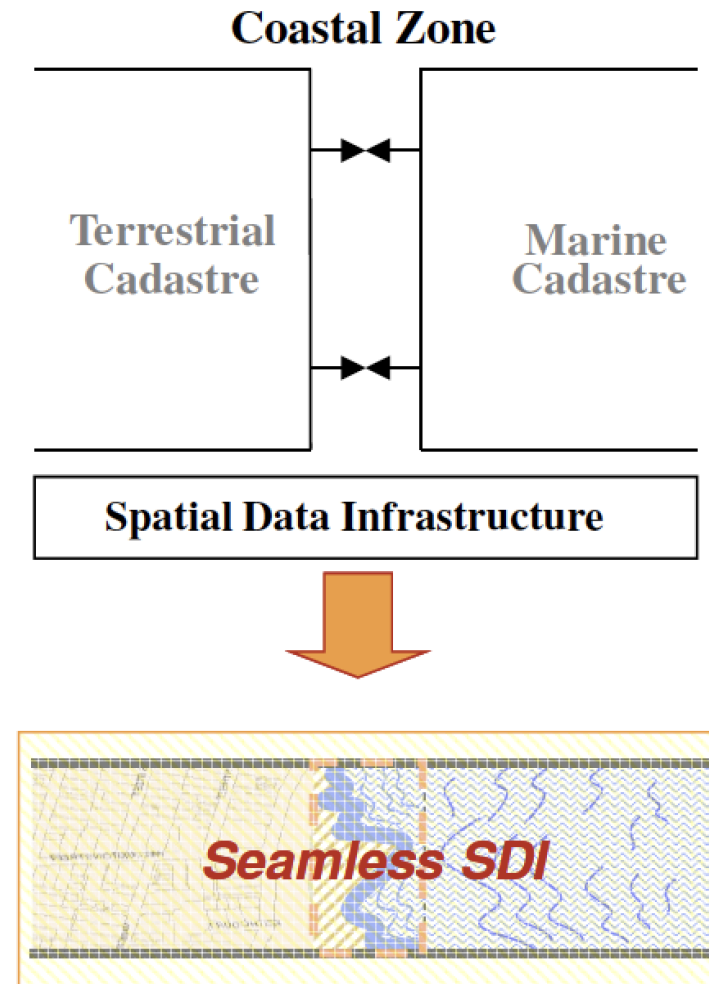 Coastal Zone
Terrestrial
Cadastre
Marine
Cadastre
Spatial Data Infrastructure
Seamless SDI